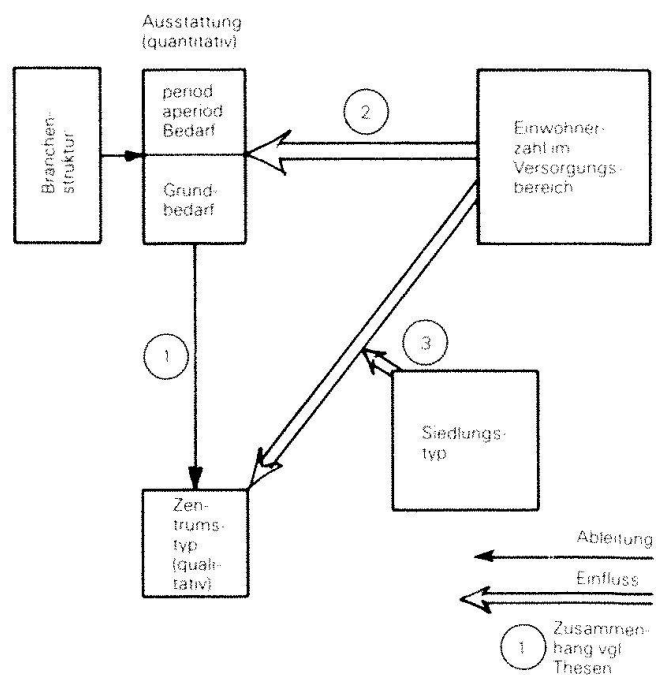 Ausstattung
(quantitativ)
Branchen-
struktur
period
aperiod
Bedarf
Grund-
bedarf
2
Einwohner-
zahl im
Versorgungs-
bereich
1
3
Siedlungs-
typ
Zen-
trums-
typ
(quali-
tativ)
Ableitung
Einfluss
1
Zusammen-
hang vgl
Thesen